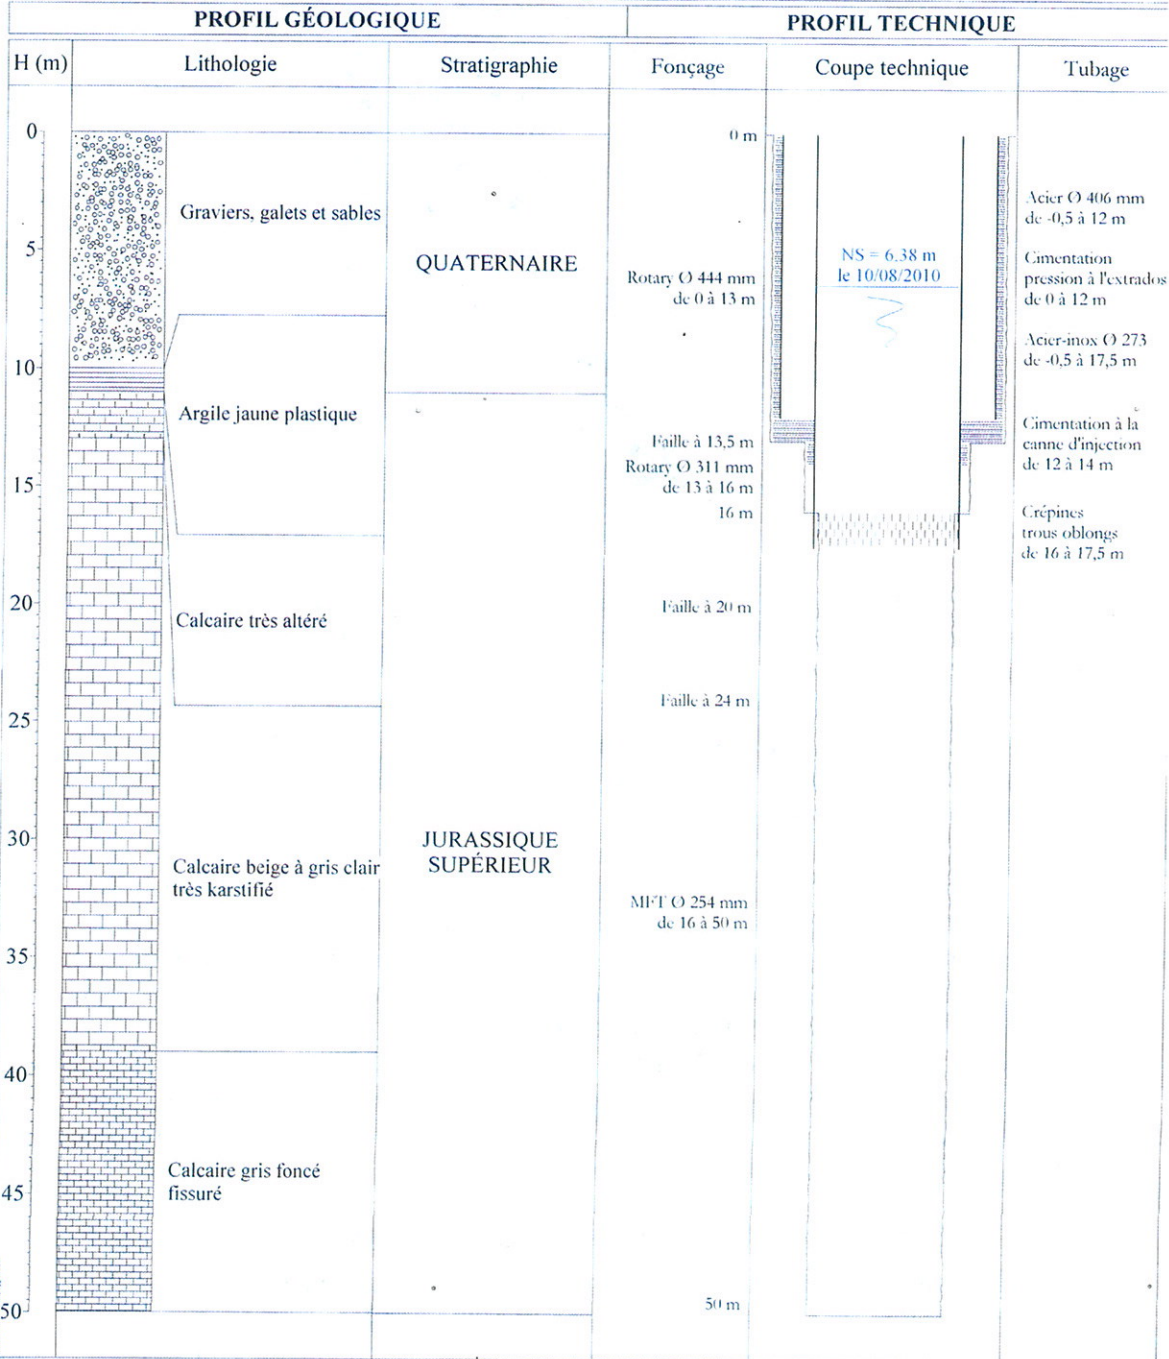 PROFIL GÉOLOGIQUE
PROFIL TECHNIQUE
H (m)
Lithologie
Stratigraphie
Fonçage
Coupe technique
Tubage
0
5
10
15
20
25
30
35
40
45
50
Graviers, galets et sables
Argile jaune plastique
Calcaire très altéré
Calcaire beige à gris clair
très karstifié
Calcaire gris foncé
fissuré
QUATERNAIRE
JURASSIQUE
SUPÉRIEUR
0 m
Rotary Ø 444 mm
de 0 à 13 m
Faille à 13,5 m
Rotary Ø 311 mm
de 13 à 16 m
16 m
Faille à 20 m
Faille à 24 m
MFT Ø 254 mm
de 16 à 50 m
50 m
NS = 6.38 m
le 10/08/2010
Acier Ø 406 mm
de -0,5 à 12 m
Cimentation
pression à l'extrados
de 0 à 12 m
Acier-inox Ø 273
de -0,5 à 17,5 m
Cimentation à la
canne d'injection
de 12 à 14 m
Crépines
trous oblongs
de 16 à 17,5 m